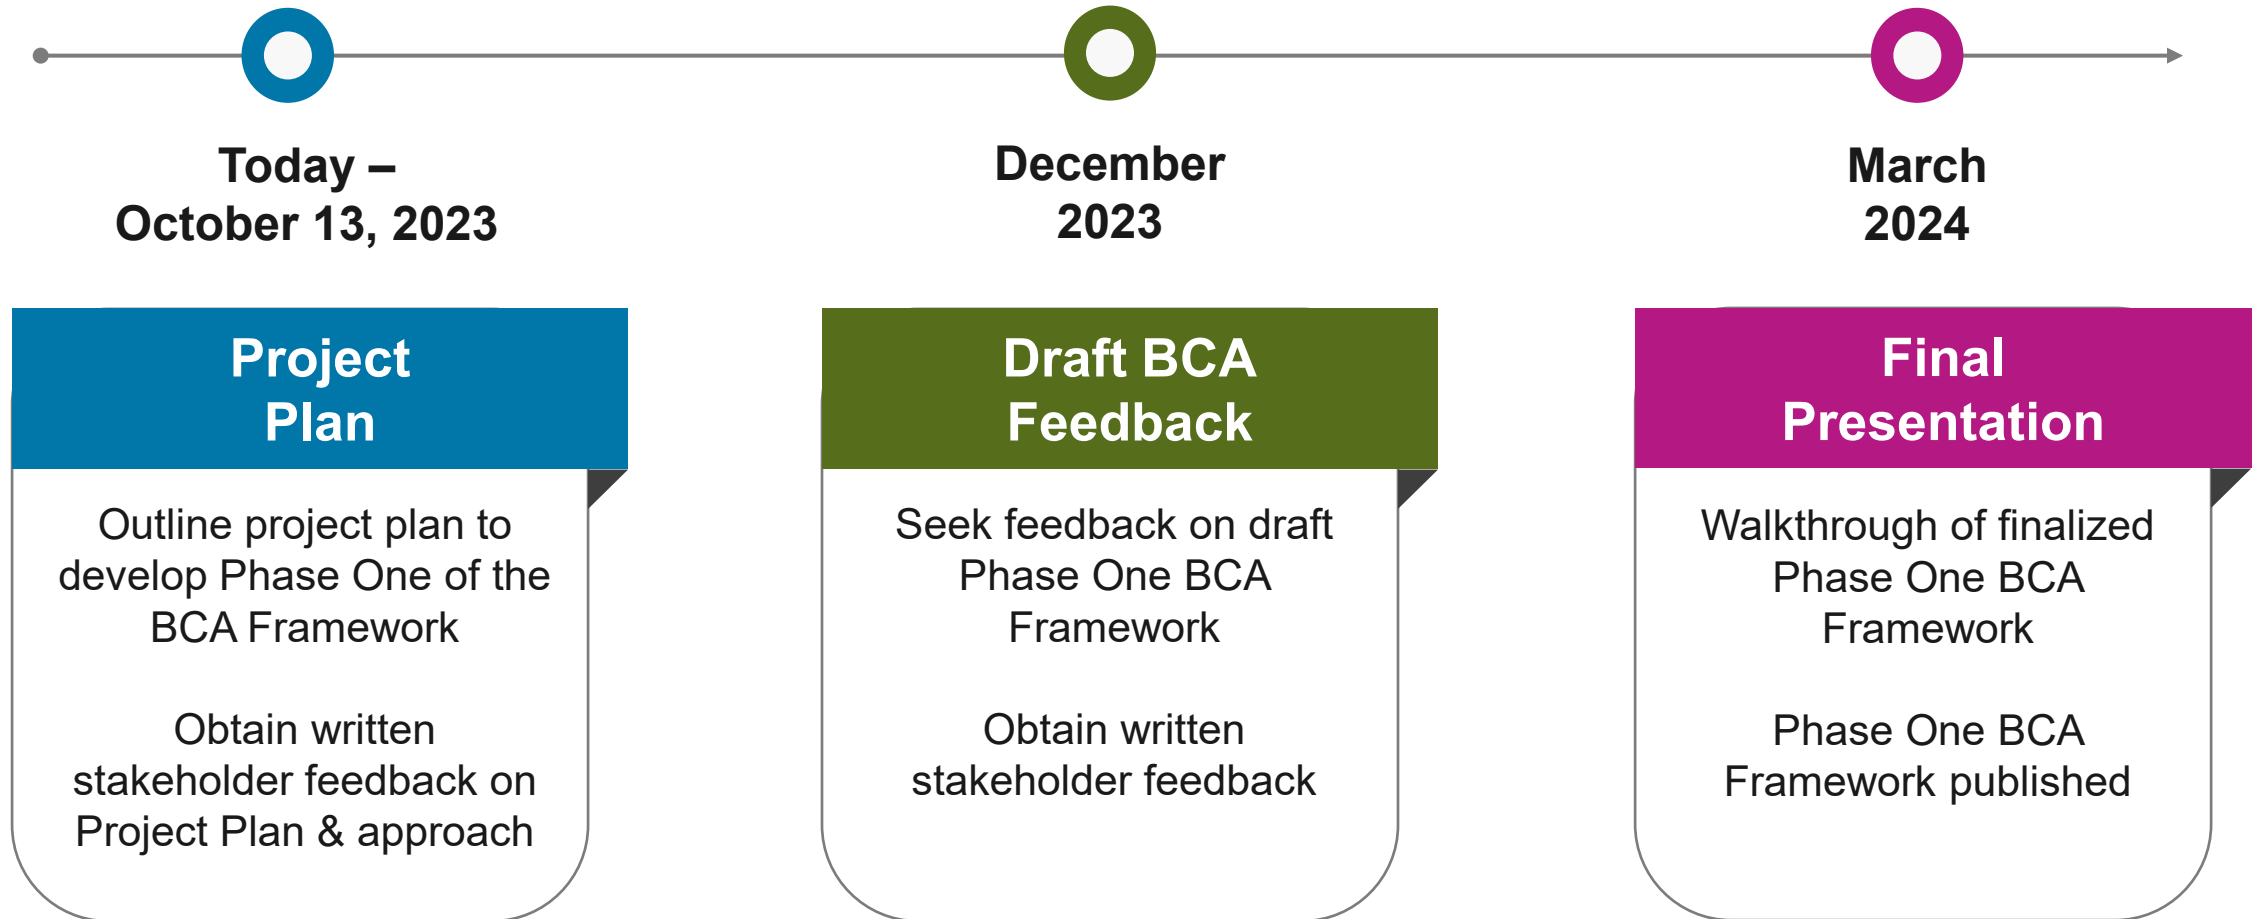 Today –
October 13, 2023
Project
Plan
Outline project plan to
develop Phase One of the
BCA Framework
Obtain written
stakeholder feedback on
Project Plan & approach
December
2023
Draft BCA
Feedback
Seek feedback on draft
Phase One BCA
Framework
Obtain written
stakeholder feedback
March
2024
Final
Presentation
Walkthrough of finalized
Phase One BCA
Framework
Phase One BCA
Framework published